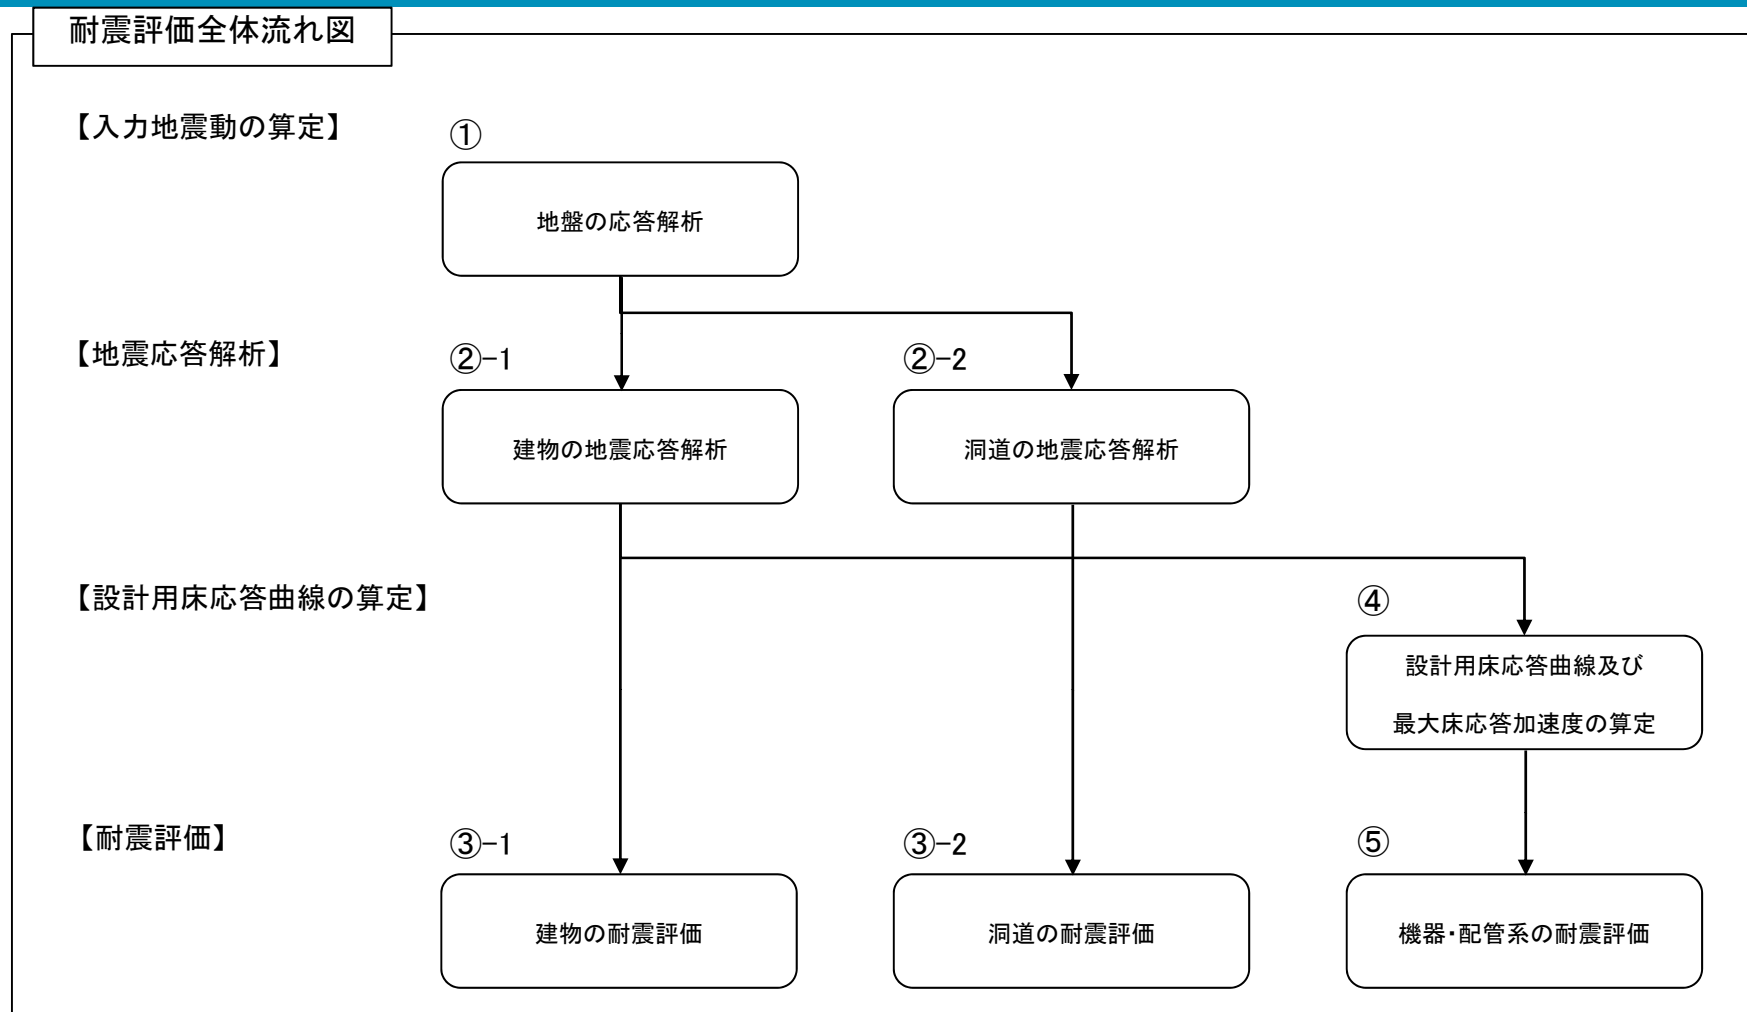 耐震評価全体流れ図
【入力地震動の算定】
①
地盤の応答解析
【地震応答解析】
②-1
②-2
建物の地震応答解析
洞道の地震応答解析
【設計用床応答曲線の算定】
④
設計用床応答曲線及び
最大床応答加速度の算定
【耐震評価】
③-1
③-2
⑤
建物の耐震評価
洞道の耐震評価
機器・配管系の耐震評価